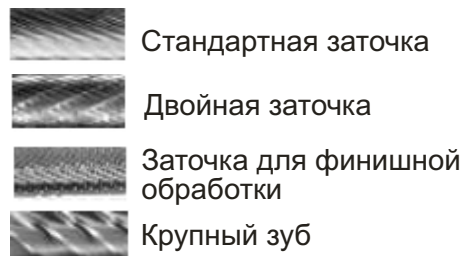 Стандартная заточка
Двойная заточка
Заточка для финишной
обработки
Крупный зуб